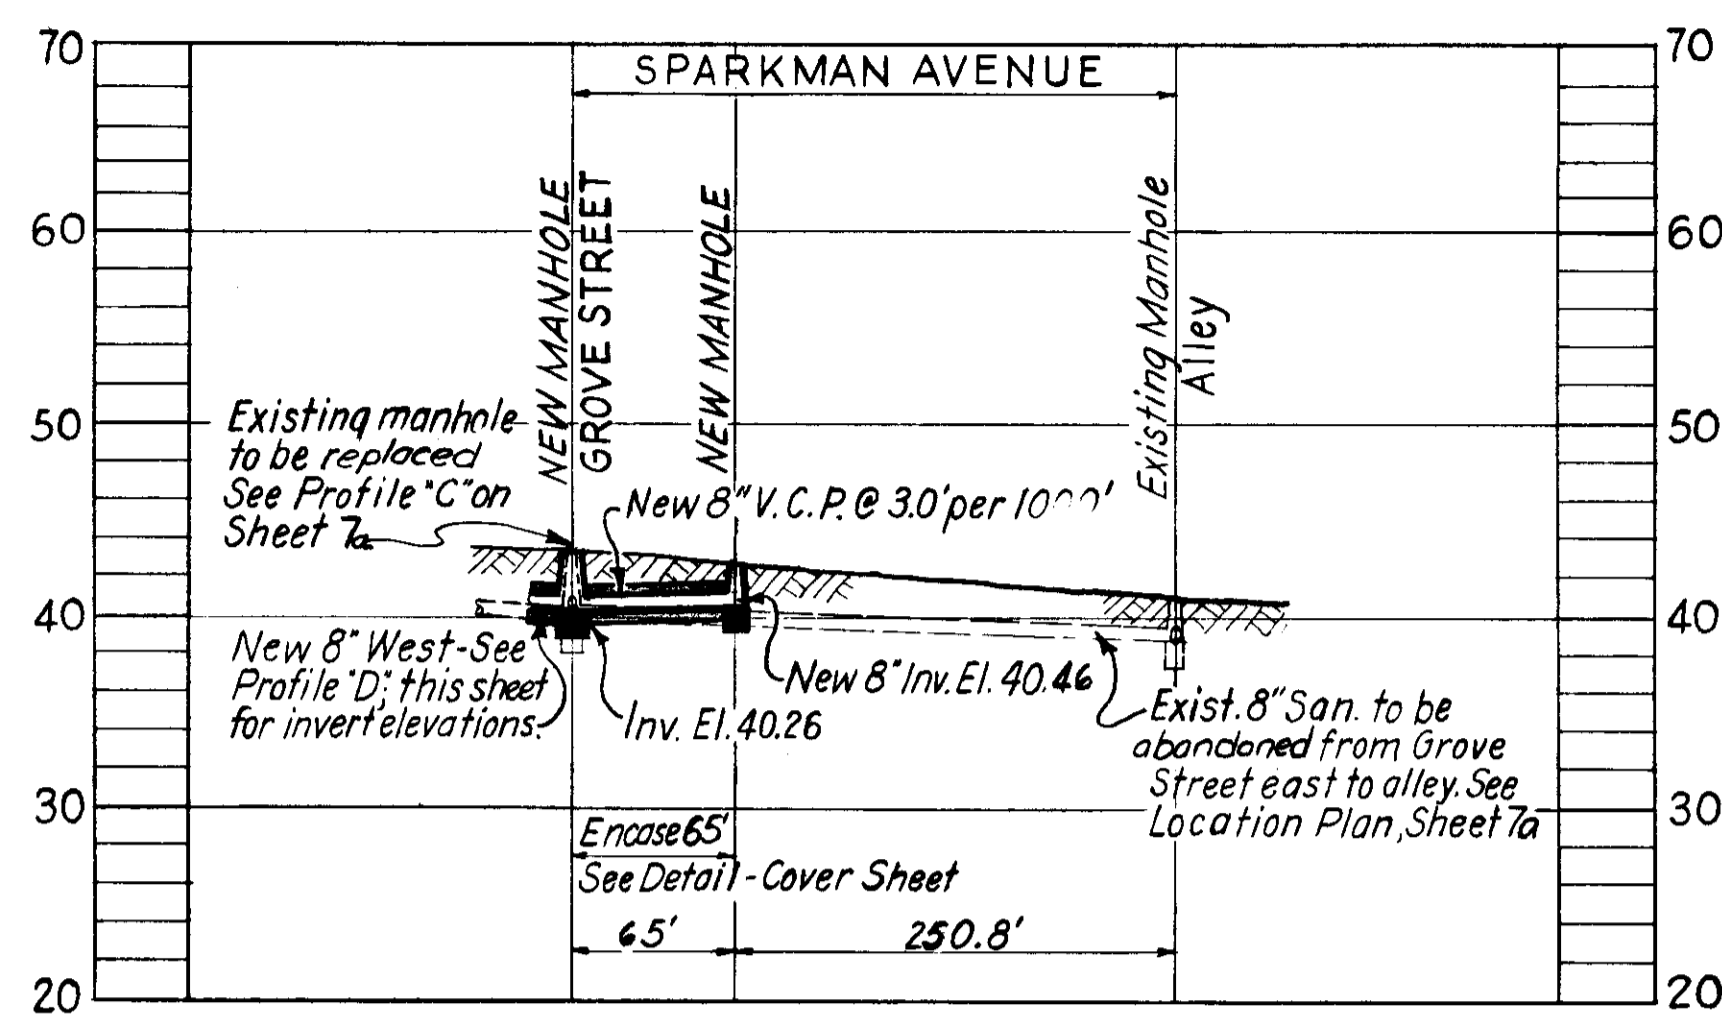 70
70
SPARKMAN AVENUE
60
60
NEW MANHOLE
GROVE STREET
NEW MANHOLE
Existing Manhole
Alley
50
50
Existing manhole
to be replaced
See Profile "C" on
Sheet 7a
New 8" V.C.P. @ 3.0' per 1000'
40
40
New 8" West-See
Profile "D", this sheet
for invert elevations.
Inv. El. 40.26
New 8" Inv. El. 40.46
Exist. 8" San. to be
abandoned from Grove
Street east to alley. See
Location Plan, Sheet 7a
30
30
Encase 65'
See Detail - Cover Sheet
65'
250.8'
20
20